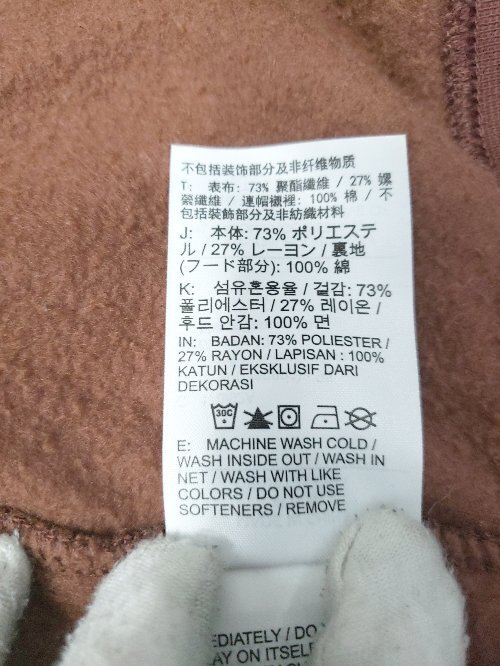 不包括装饰部分及非纤维物质
T: 表布: 73% 聚酯纖維 / 27% 嫘
縈纖維 / 連帽襯裡: 100% 棉 / 不
包括裝飾部分及非紡織材料
J: 本体: 73% ポリエステ
ル / 27% レーヨン / 裏地
(フード部分): 100% 綿
K: 섬유혼용율 / 겉감: 73%
폴리에스터 / 27% 레이온 /
후드 안감: 100% 면
IN: BADAN: 73% POLIESTER /
27% RAYON / LAPISAN : 100%
KATUN / EKSKLUSIF DARI
DEKORASI
30C
E: MACHINE WASH COLD /
WASH INSIDE OUT / WASH IN
NET / WASH WITH LIKE
COLORS / DO NOT USE
SOFTENERS / REMOVE